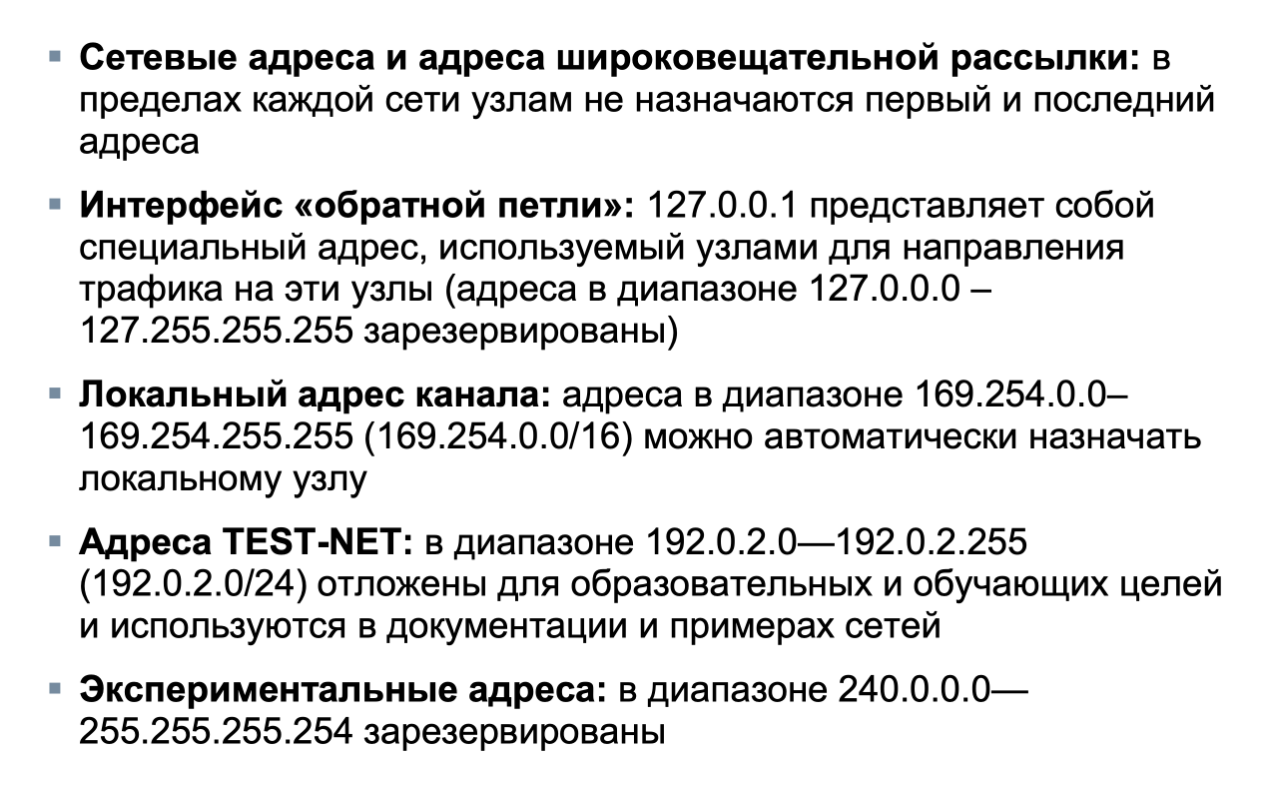 ▪ Сетевые адреса и адреса широковещательной рассылки: в
пределах каждой сети узлам не назначаются первый и последний
адреса
▪ Интерфейс «обратной петли»: 127.0.0.1 представляет собой
специальный адрес, используемый узлами для направления
трафика на эти узлы (адреса в диапазоне 127.0.0.0 –
127.255.255.255 зарезервированы)
▪ Локальный адрес канала: адреса в диапазоне 169.254.0.0–
169.254.255.255 (169.254.0.0/16) можно автоматически назначать
локальному узлу
▪ Адреса TEST-NET: в диапазоне 192.0.2.0—192.0.2.255
(192.0.2.0/24) отложены для образовательных и обучающих целей
и используются в документации и примерах сетей
▪ Экспериментальные адреса: в диапазоне 240.0.0.0—
255.255.255.254 зарезервированы